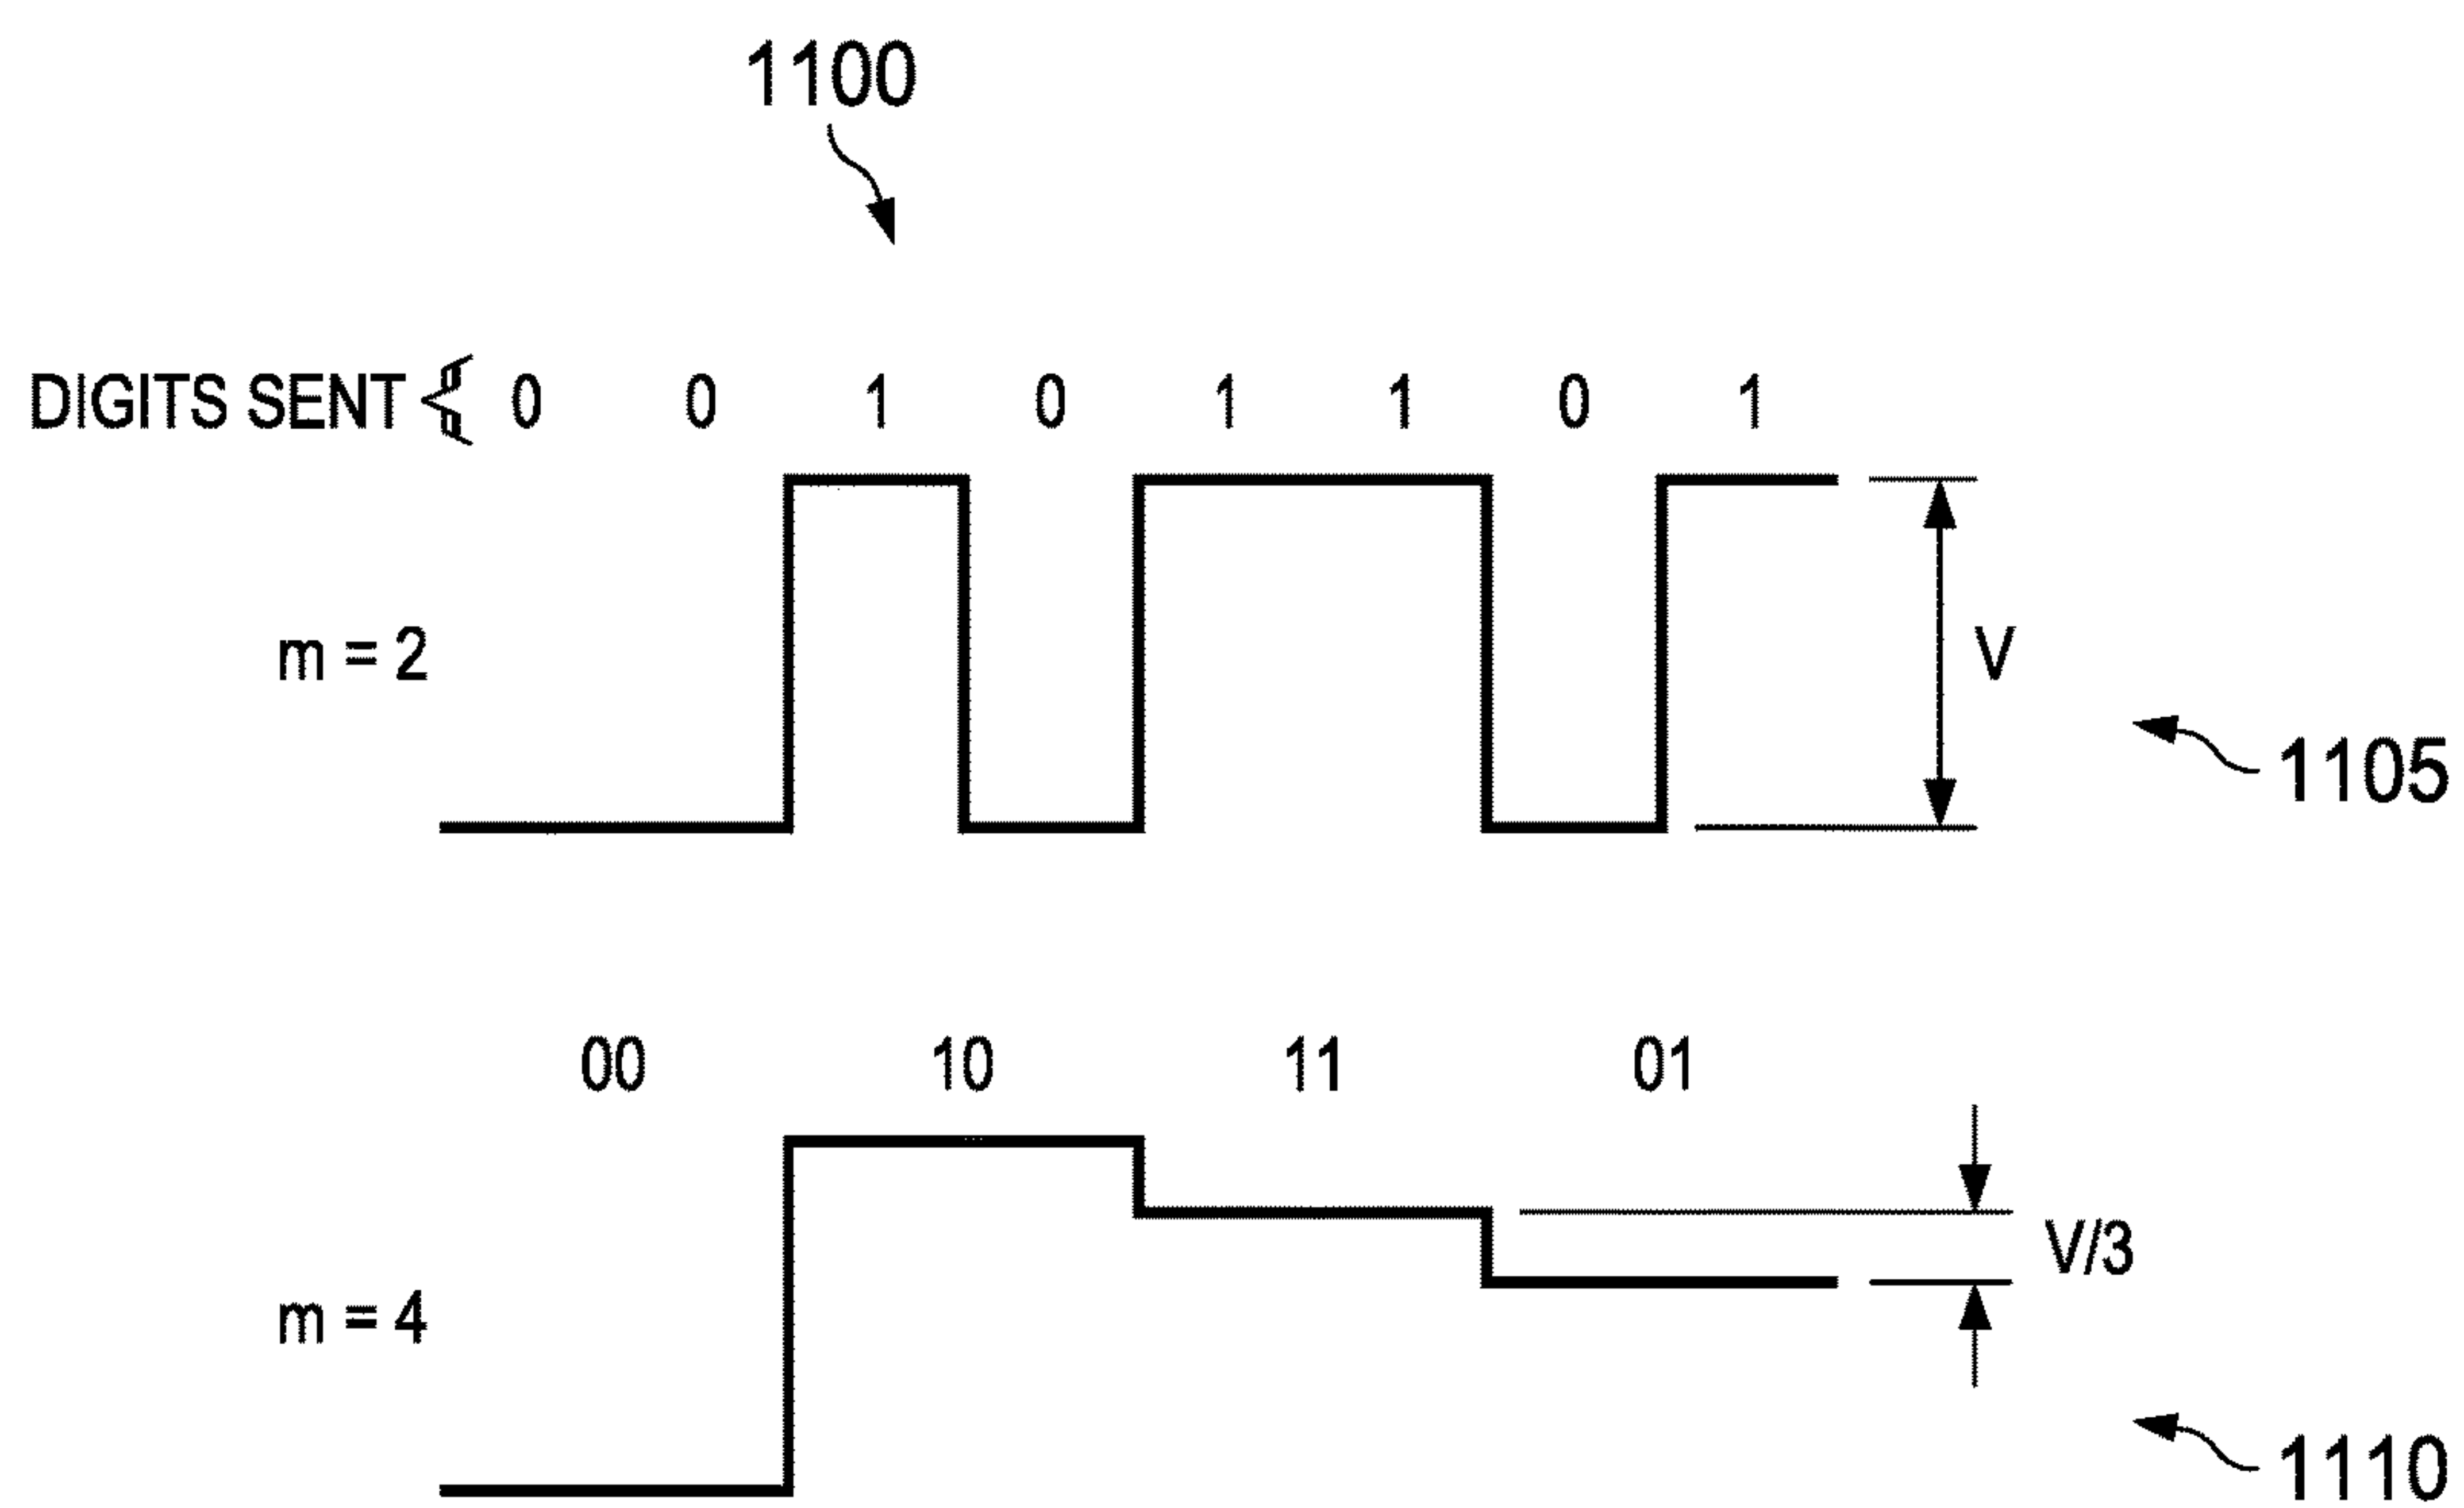 1100
DIGITS SENT 0 0 1 0 1 1 0 1
m = 2
V
1105
00 10 11 01
V/3
m = 4
1110